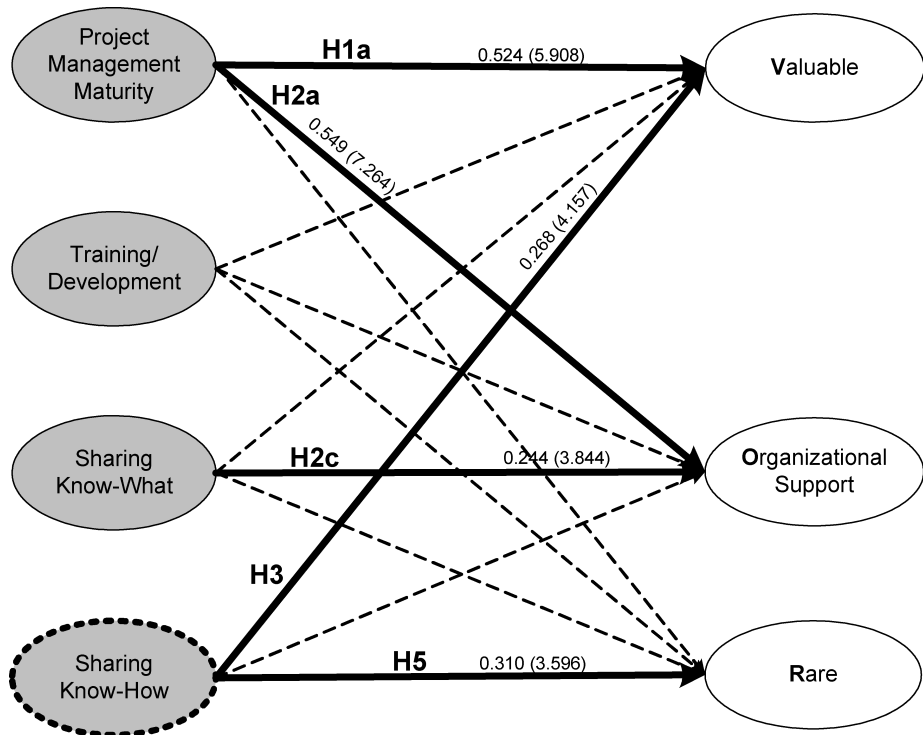 Project
Management
Maturity
H1a
0.524 (5.908)
Valuable
H2a
0.549 (7.264)
0.268 (4.157)
Training/
Development
Sharing
Know-What
H2c
0.244 (3.844)
Organizational
Support
H3
Sharing
Know-How
H5
0.310 (3.596)
Rare